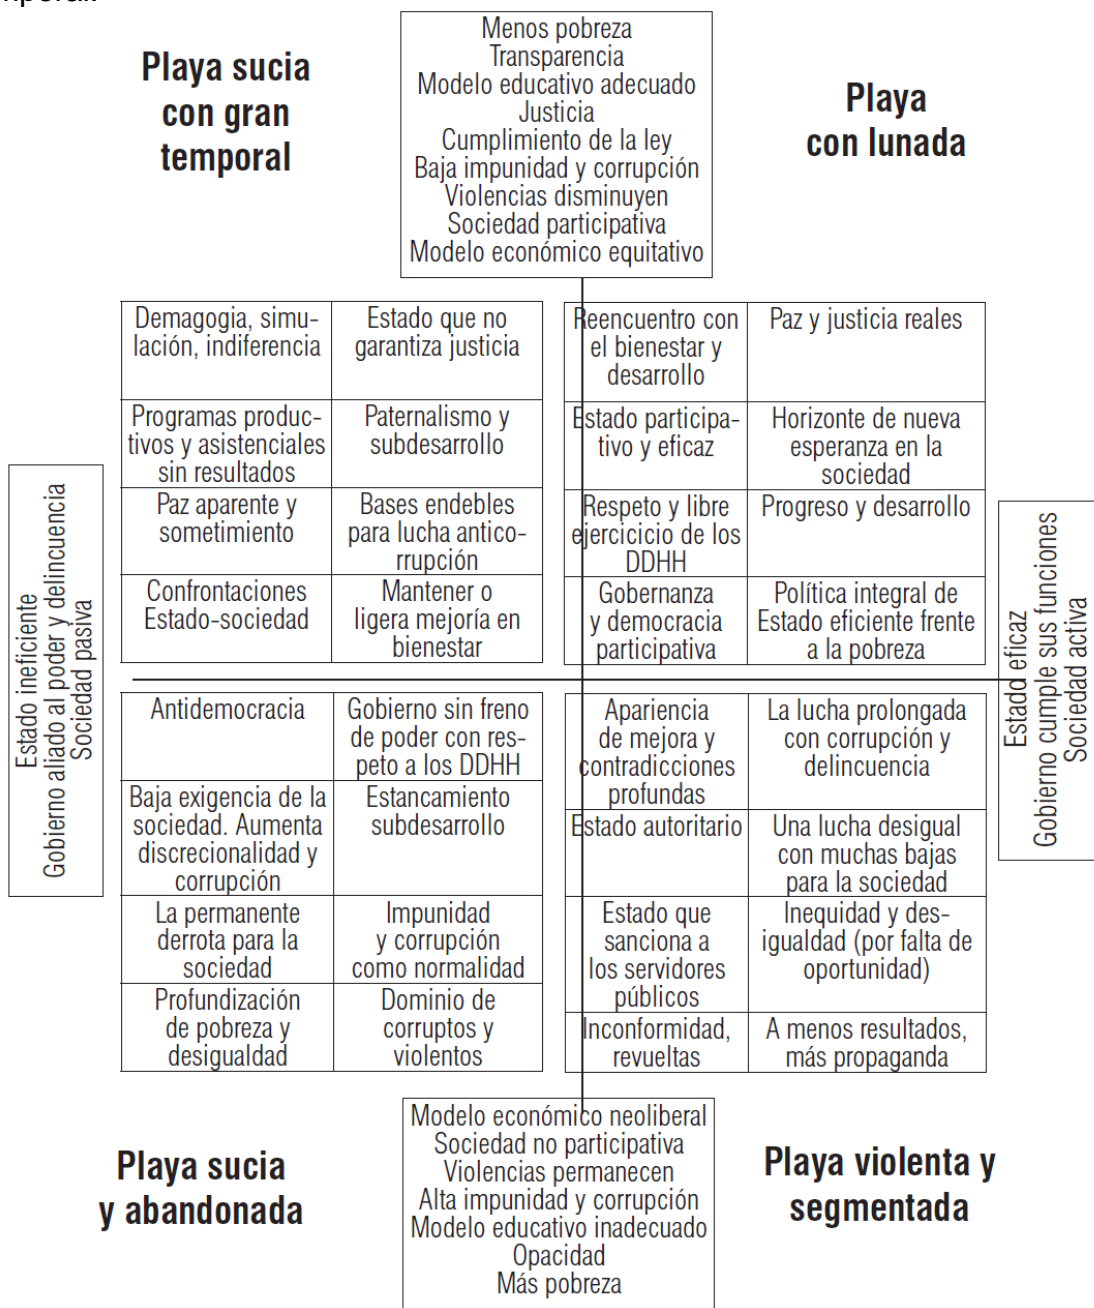 mporal.
Playa sucia
con gran
temporal
Menos pobreza
Transparencia
Modelo educativo adecuado
Justicia
Cumplimiento de la ley
Baja impunidad y corrupción
Violencias disminuyen
Sociedad participativa
Modelo económico equitativo
Playa
con lunada
Demagogia, simu-
lación, indiferencia
Estado que no
garantiza justicia
Programas produc-
tivos y asistenciales
sin resultados
Paternalismo y
subdesarrollo
Paz aparente y
sometimiento
Bases endebles
para lucha antico-
rrupción
Confrontaciones
Estado-sociedad
Mantener o
ligera mejoría en
bienestar
Reencuentro con
el bienestar y
desarrollo
Paz y justicia reales
Estado participa-
tivo y eficaz
Horizonte de nueva
esperanza en la
sociedad
Respeto y libre
ejercicicio de los
DDHH
Progreso y desarrollo
Gobernanza
y democracia
participativa
Política integral de
Estado eficiente frente
a la pobreza
Estado ineficiente
Gobierno aliado al poder y delincuencia
Sociedad pasiva
Estado eficaz
Gobierno cumple sus funciones
Sociedad activa
Antidemocracia
Gobierno sin freno
de poder con res-
peto a los DDHH
Baja exigencia de la
sociedad. Aumenta
discrecionalidad y
corrupción
Estancamiento
subdesarrollo
La permanente
derrota para la
sociedad
Impunidad
y corrupción
como normalidad
Profundización
de pobreza y
desigualdad
Dominio de
corruptos y
violentos
Apariencia
de mejora y
contradicciones
profundas
La lucha prolongada
con corrupción y
delincuencia
Estado autoritario
Una lucha desigual
con muchas bajas
para la sociedad
Estado que
sanciona a
los servidores
públicos
Inequidad y des-
igualdad (por falta de
oportunidad)
Inconformidad,
revueltas
A menos resultados,
más propaganda
Playa sucia
y abandonada
Modelo económico neoliberal
Sociedad no participativa
Violencias permanecen
Alta impunidad y corrupción
Modelo educativo inadecuado
Opacidad
Más pobreza
Playa violenta y
segmentada